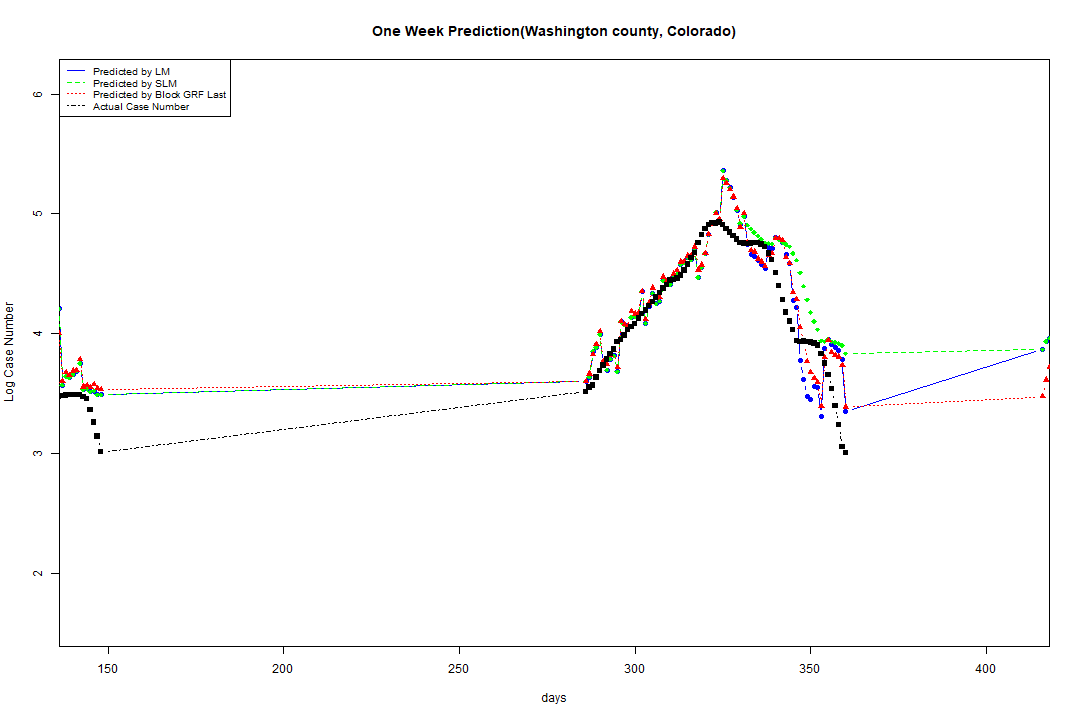 One Week Prediction(Washington county, Colorado)
Predicted by LM
Predicted by SLM
Predicted by Block GRF Last
Actual Case Number
6
5
4
3
2
Log Case Number
150 200 250 300 350 400
days